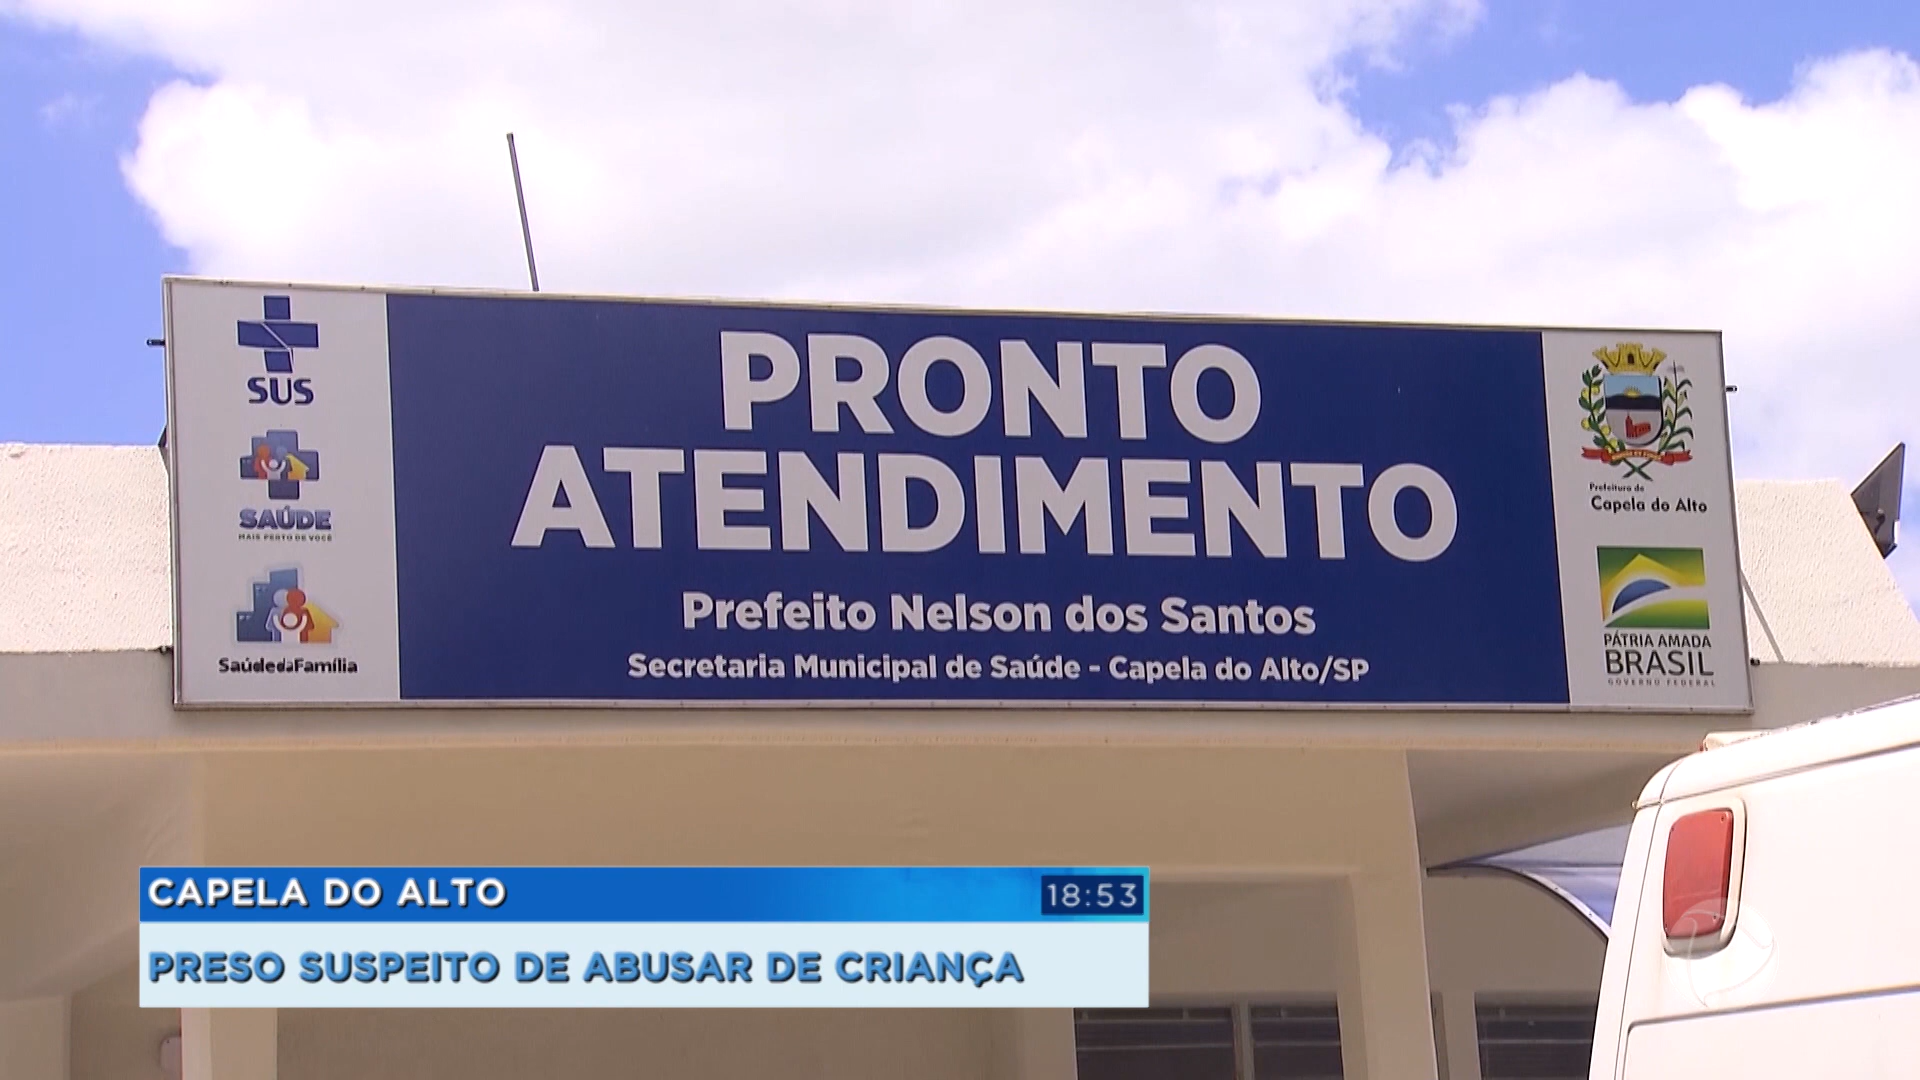 SUS
SAÚDE
MAIS PERTO DE VOCÊ
SaúdedaFamília
PRONTO
ATENDIMENTO
Prefeito Nelson dos Santos
Secretaria Municipal de Saúde - Capela do Alto/SP
Prefeitura de
Capela do Alto
PÁTRIA AMADA
BRASIL
GOVERNO FEDERAL
CAPELA DO ALTO
18:53
PRESO SUSPEITO DE ABUSAR DE CRIANÇA